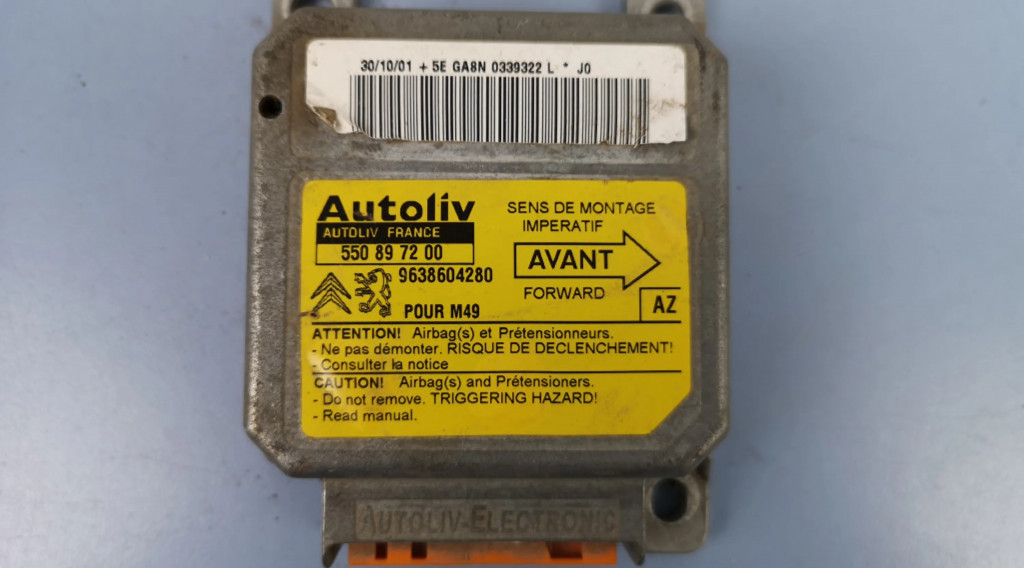 30/10/01 + 5E GA8N 0339322 L * J0
Autoliv
AUTOLIV FRANCE
550 89 72 00
9638604280
POUR M49
SENS DE MONTAGE
IMPERATIF
AVANT
FORWARD
AZ
ATTENTION! Airbag(s) et Prétensionneurs.
- Ne pas démonter. RISQUE DE DECLENCHEMENT!
- Consulter la notice
CAUTION! Airbag(s) and Prétensioners.
- Do not remove. TRIGGERING HAZARD!
- Read manual.
AUTOLIV-ELECTRONIC